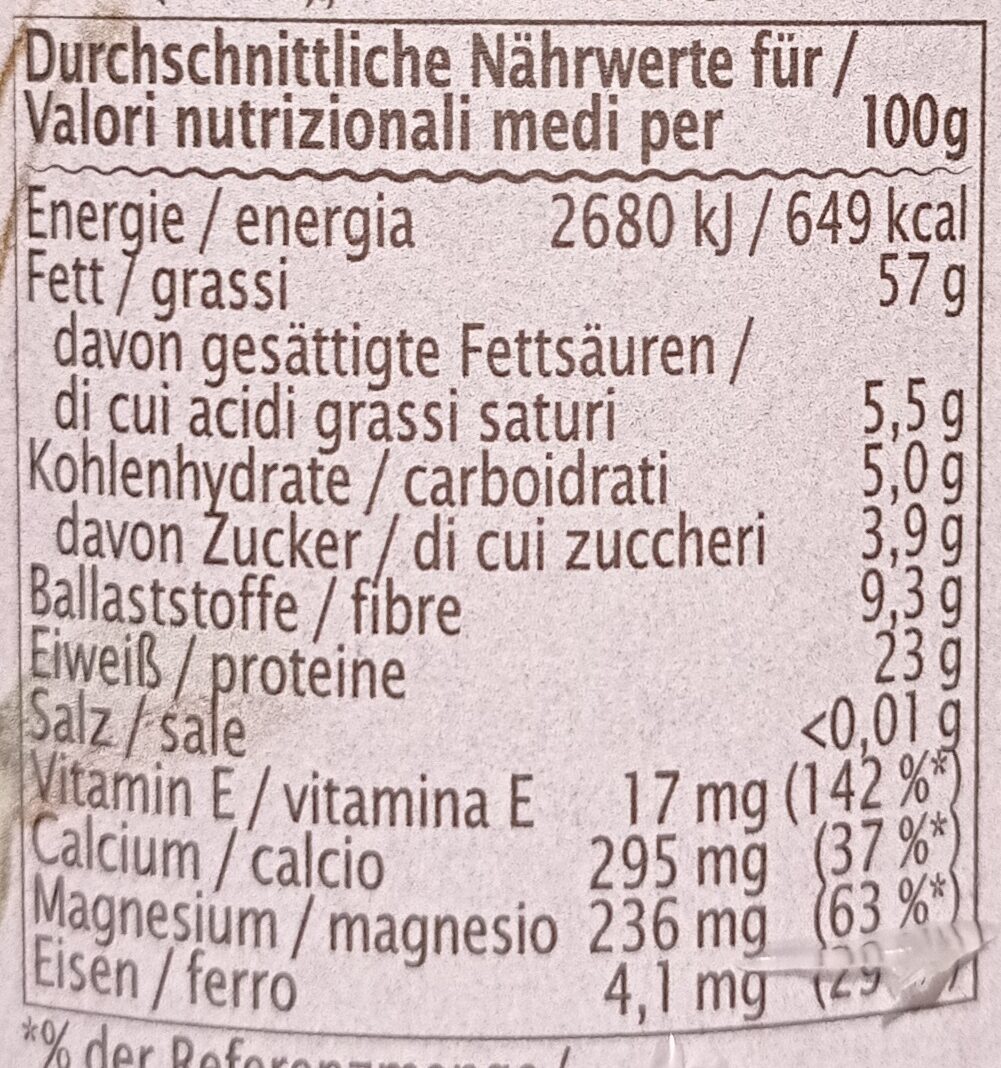 Durchschnittliche Nährwerte für /
Valori nutrizionali medi per 100g
Energie / energia 2680 kJ / 649 kcal
Fett / grassi 57 g
davon gesättigte Fettsäuren /
di cui acidi grassi saturi 5,5 g
Kohlenhydrate / carboidrati 5,0 g
davon Zucker / di cui zuccheri 3,9 g
Ballaststoffe / fibre 9,3 g
Eiweiß / proteine 23 g
Salz / sale <0,01 g
Vitamin E / vitamina E 17 mg (142 %*)
Calcium / calcio 295 mg (37 %*)
Magnesium / magnesio 236 mg (63 %*)
Eisen / ferro 4,1 mg (29
*% der